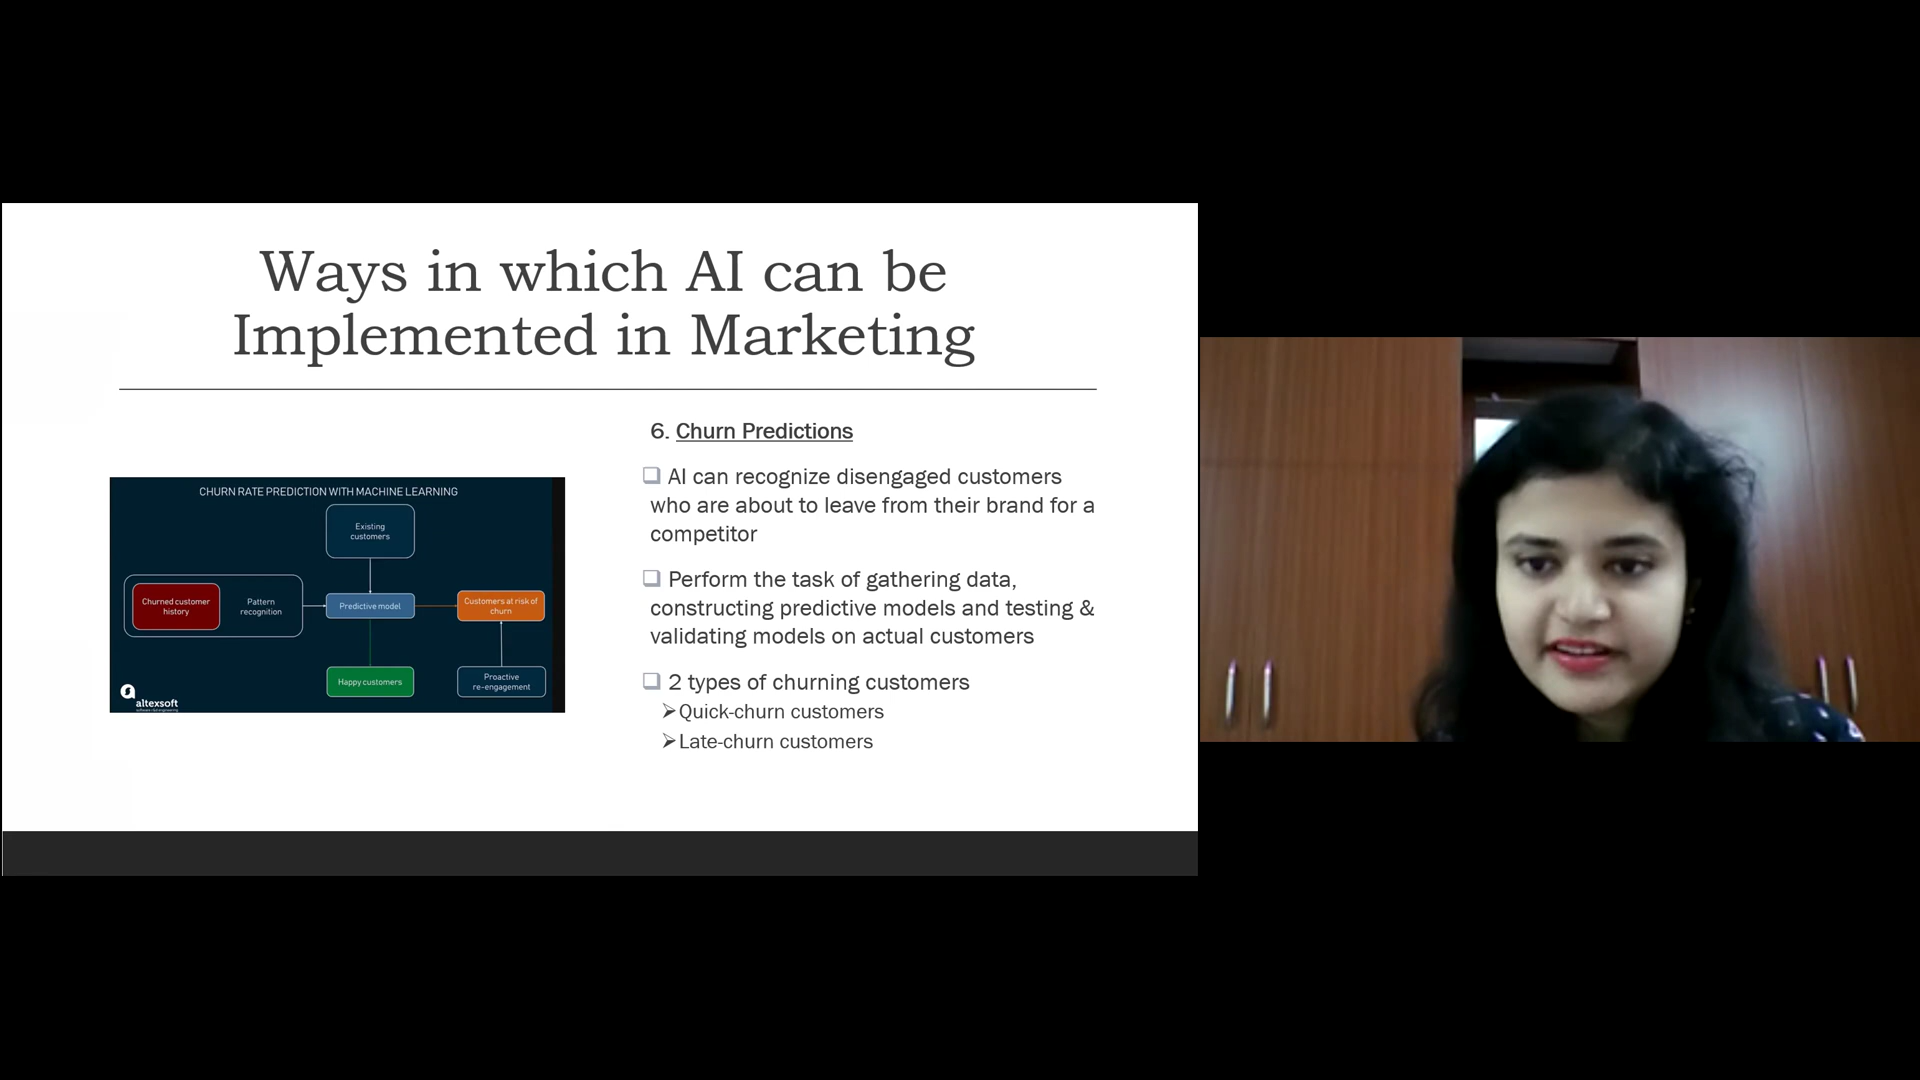 Ways in which AI can be
Implemented in Marketing
CHURN RATE PREDICTION WITH MACHINE LEARNING
Existing
customers
Churned customer
history
Pattern
recognition
Predictive model
Customers at risk of
churn
Happy customers
Proactive
re-engagement
altexsoft
6. Churn Predictions
❑ AI can recognize disengaged customers
who are about to leave from their brand for a
competitor
❑ Perform the task of gathering data,
constructing predictive models and testing &
validating models on actual customers
❑ 2 types of churning customers
➢Quick-churn customers
➢Late-churn customers